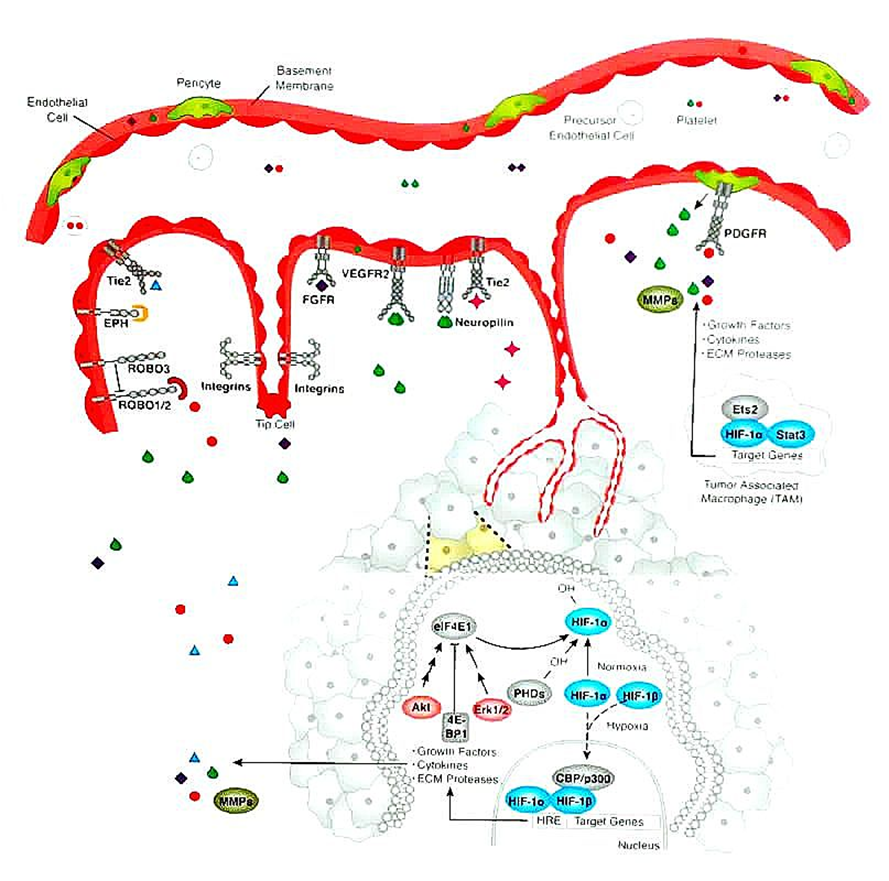 Basement
Membrane
Pericyte
Endothelial
Cell
Precursor
Endothelial Cell
Platelet
PDGFR
Tie2
VEGFR2
FGFR
Tie2
Neuropilin
EPH
MMPs
ROBO3
ROBO1/2
Integrins
Integrins
Tip Cell
· Growth Factors
· Cytokines
· ECM Proteases
Ets2
HIF-1α
Stat3
Target Genes
Tumor Associated
Macrophage (TAM)
OH
eIF4E1
HIF-1α
OH
Normoxia
Akt
Erk1/2
PHDs
HIF-1α
HIF-1β
4E-
BP1
Hypoxia
· Growth Factors
· Cytokines
· ECM Proteases
CBP/p300
MMPs
HIF-1α
HIF-1β
HRE
Target Genes
Nucleus